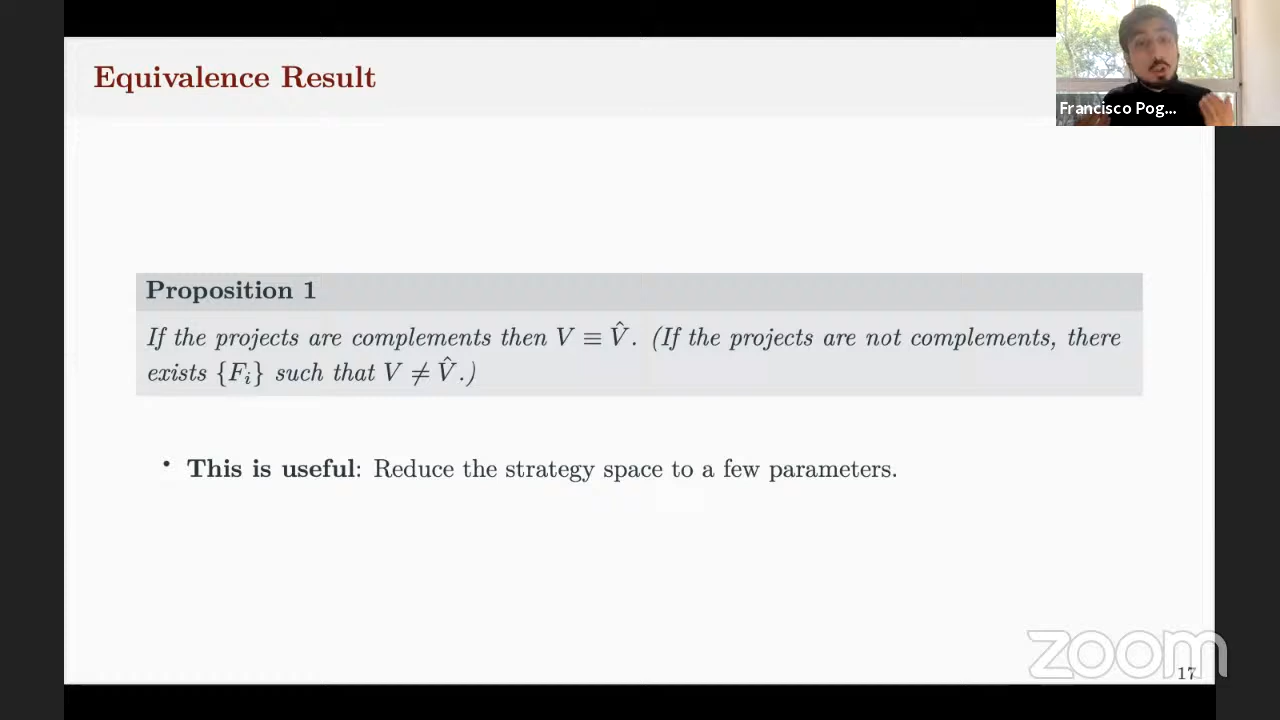 Equivalence Result
Francisco Pog...
Proposition 1
If the projects are complements then V ≡ V̂. (If the projects are not complements, there
exists {Fᵢ} such that V ≠ V̂.)
• This is useful: Reduce the strategy space to a few parameters.
zoom
17